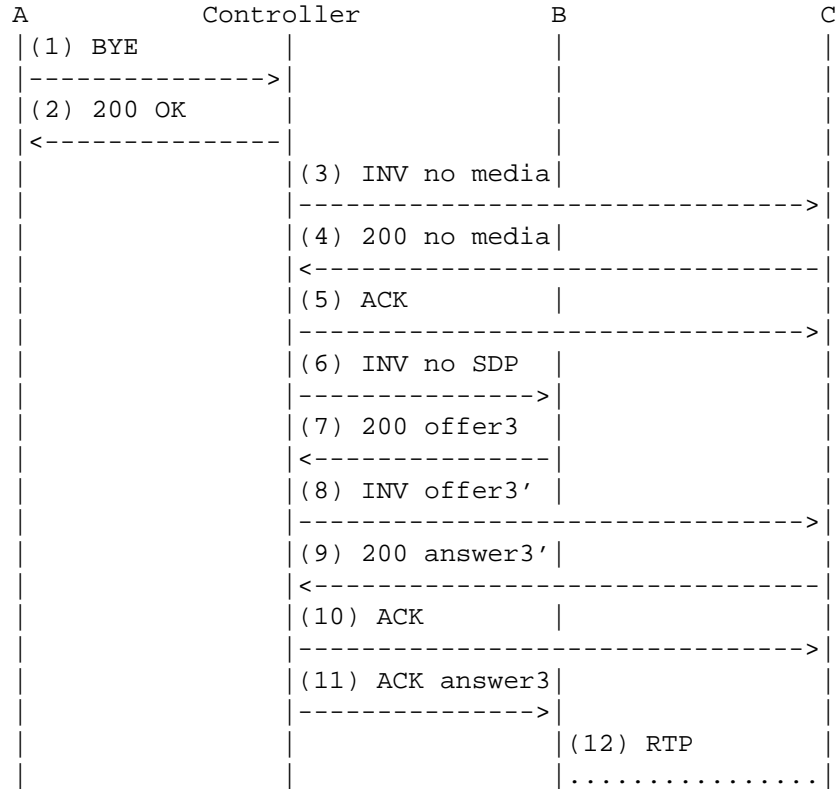 A Controller B C
(1) BYE
(2) 200 OK
(3) INV no media
(4) 200 no media
(5) ACK
(6) INV no SDP
(7) 200 offer3
(8) INV offer3’
(9) 200 answer3’
(10) ACK
(11) ACK answer3
(12) RTP